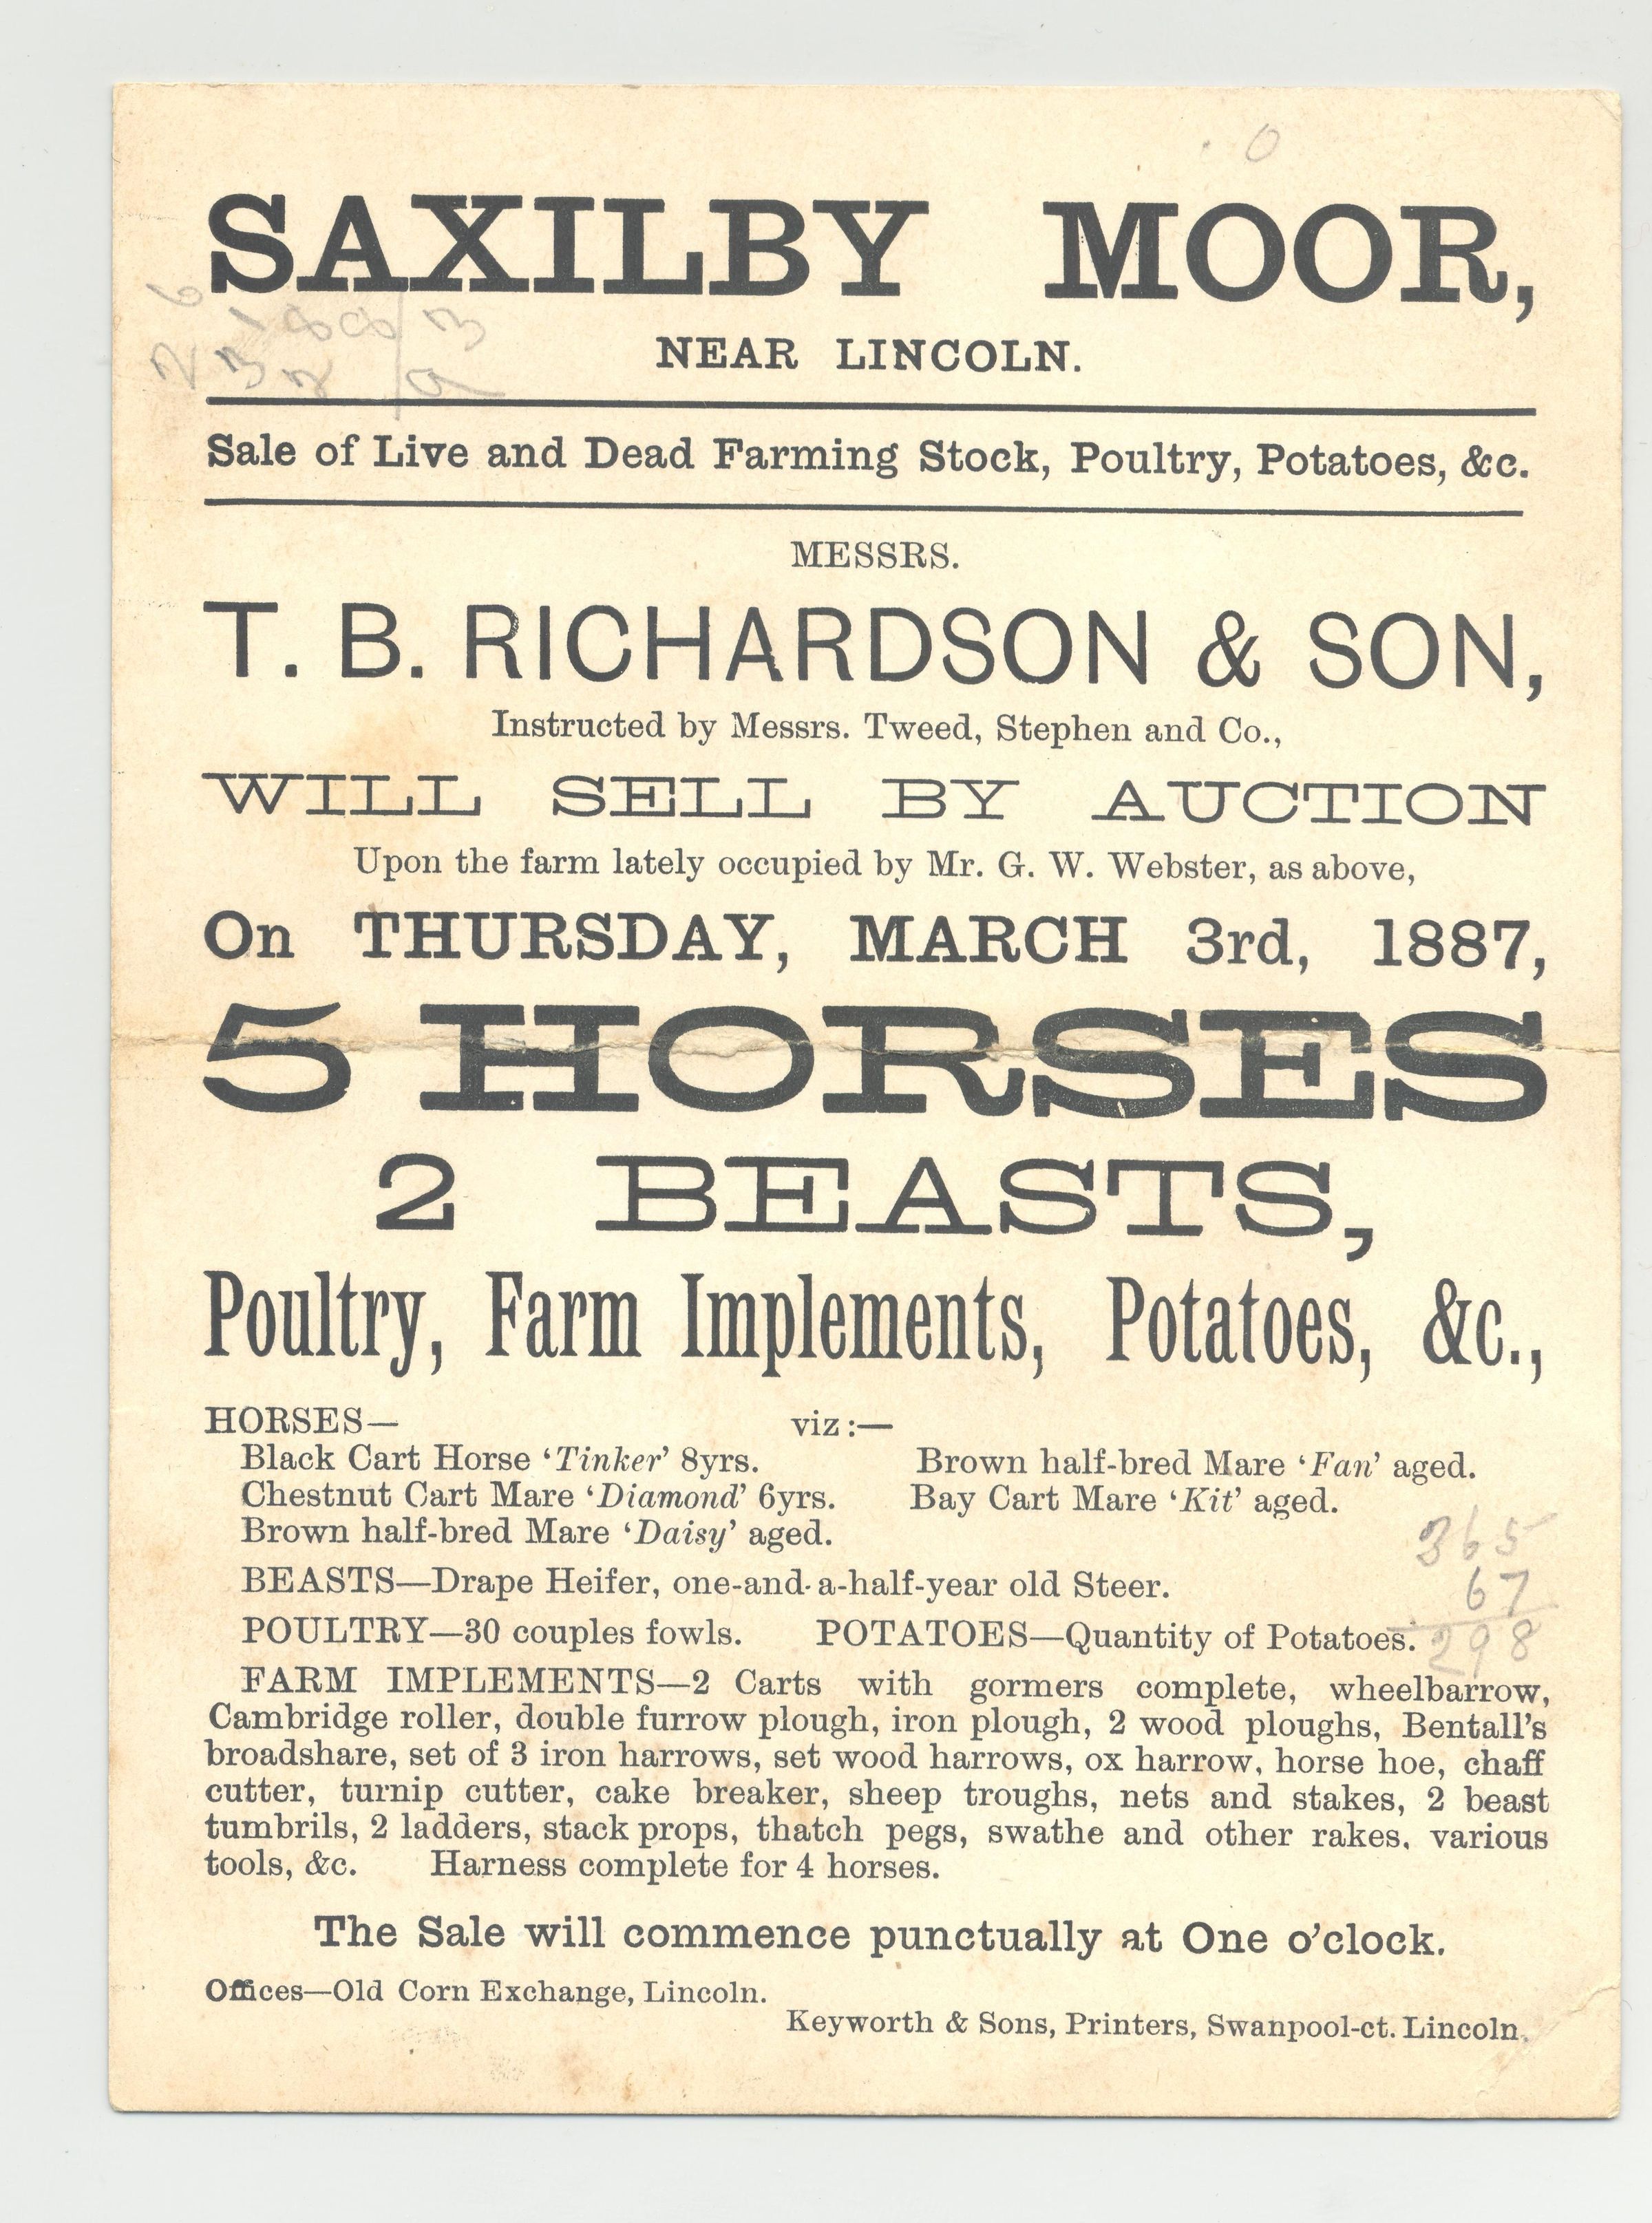 SAXILBY MOOR,
NEAR LINCOLN.
Sale of Live and Dead Farming Stock, Poultry, Potatoes, &c.
MESSRS.
T. B. RICHARDSON & SON,
Instructed by Messrs. Tweed, Stephen and Co.,
WILL SELL BY AUCTION
Upon the farm lately occupied by Mr. G. W. Webster, as above,
On THURSDAY, MARCH 3rd, 1887,
5 HORSES
2 BEASTS,
Poultry, Farm Implements, Potatoes, &c.,
HORSES— viz:—
Black Cart Horse ‘Tinker’ 8yrs. Brown half-bred Mare ‘Fan’ aged.
Chestnut Cart Mare ‘Diamond’ 6yrs. Bay Cart Mare ‘Kit’ aged.
Brown half-bred Mare ‘Daisy’ aged.
365
BEASTS—Drape Heifer, one-and-a-half-year old Steer.
67
POULTRY—30 couples fowls. POTATOES—Quantity of Potatoes.
298
FARM IMPLEMENTS—2 Carts with gormers complete, wheelbarrow,
Cambridge roller, double furrow plough, iron plough, 2 wood ploughs, Bentall's
broadshare, set of 3 iron harrows, set wood harrows, ox harrow, horse hoe, chaff
cutter, turnip cutter, cake breaker, sheep troughs, nets and stakes, 2 beast
tumbrils, 2 ladders, stack props, thatch pegs, swathe and other rakes. various
tools, &c. Harness complete for 4 horses.
The Sale will commence punctually at One o'clock.
Offices—Old Corn Exchange, Lincoln.
Keyworth & Sons, Printers, Swanpool-ct. Lincoln.